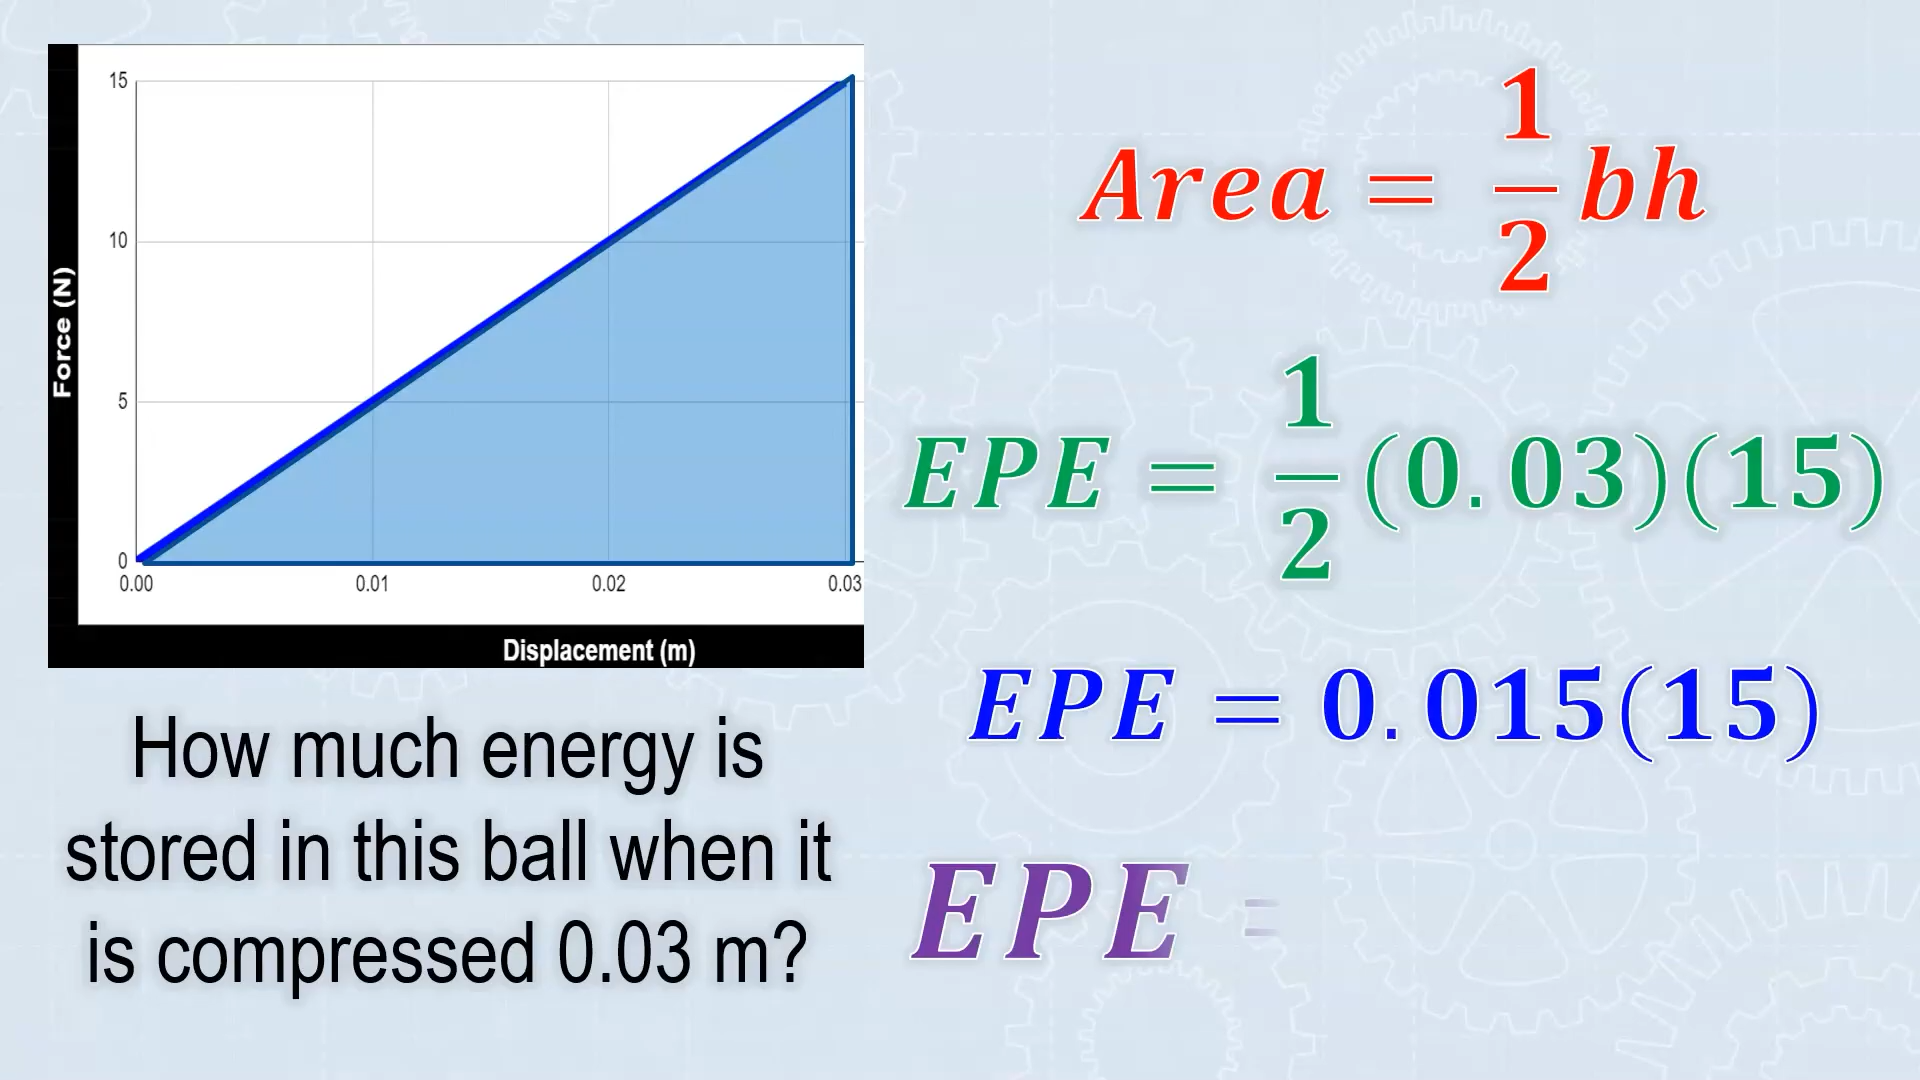 15
10
5
0
0.00 0.01 0.02 0.03
Force (N)
Displacement (m)
How much energy is
stored in this ball when it
is compressed 0.03 m?
Area = 1/2 bh
EPE = 1/2 (0.03)(15)
EPE = 0.015(15)
EPE =